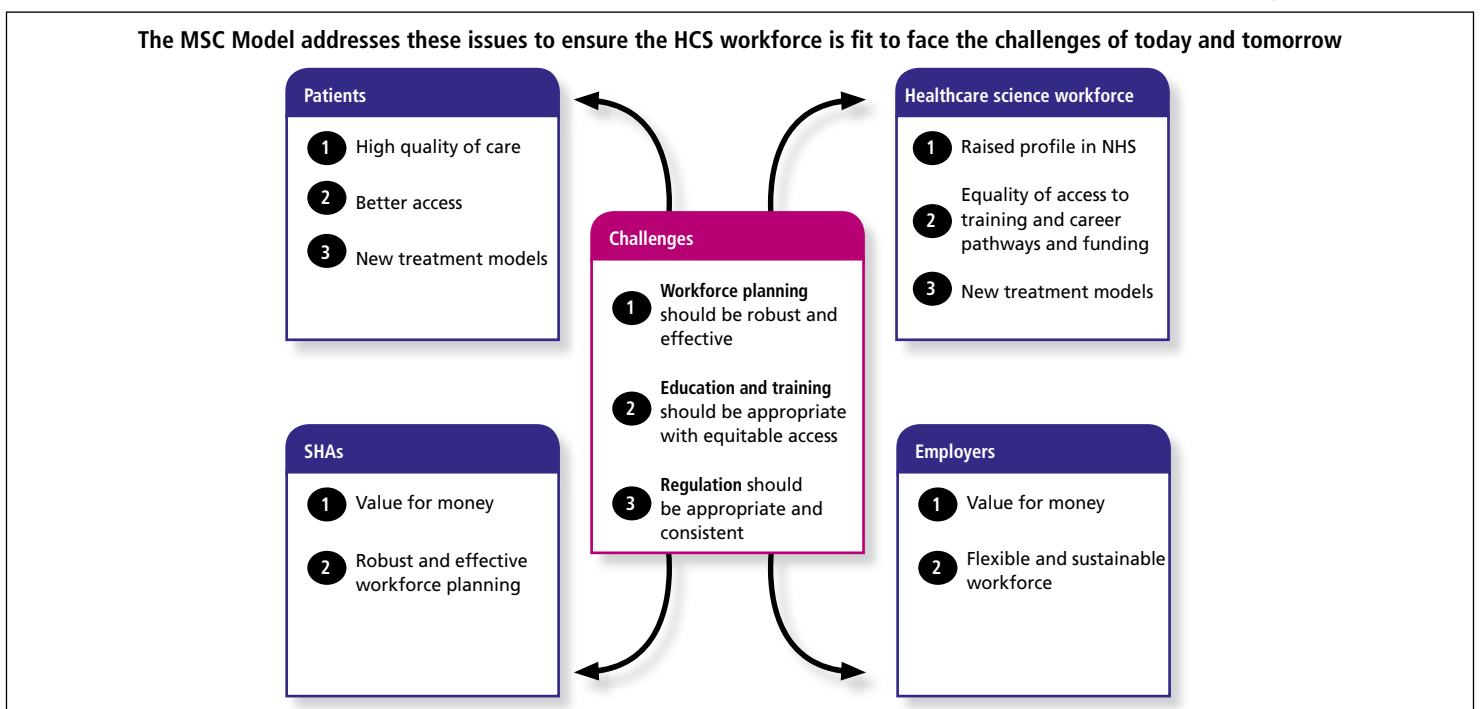 The MSC Model addresses these issues to ensure the HCS workforce is fit to face the challenges of today and tomorrow
Patients
1 High quality of care
2 Better access
3 New treatment models
Healthcare science workforce
1 Raised profile in NHS
2 Equality of access to
training and career
pathways and funding
3 New treatment models
Challenges
1 Workforce planning
should be robust and
effective
2 Education and training
should be appropriate
with equitable access
3 Regulation should
be appropriate and
consistent
SHAs
1 Value for money
2 Robust and effective
workforce planning
Employers
1 Value for money
2 Flexible and sustainable
workforce